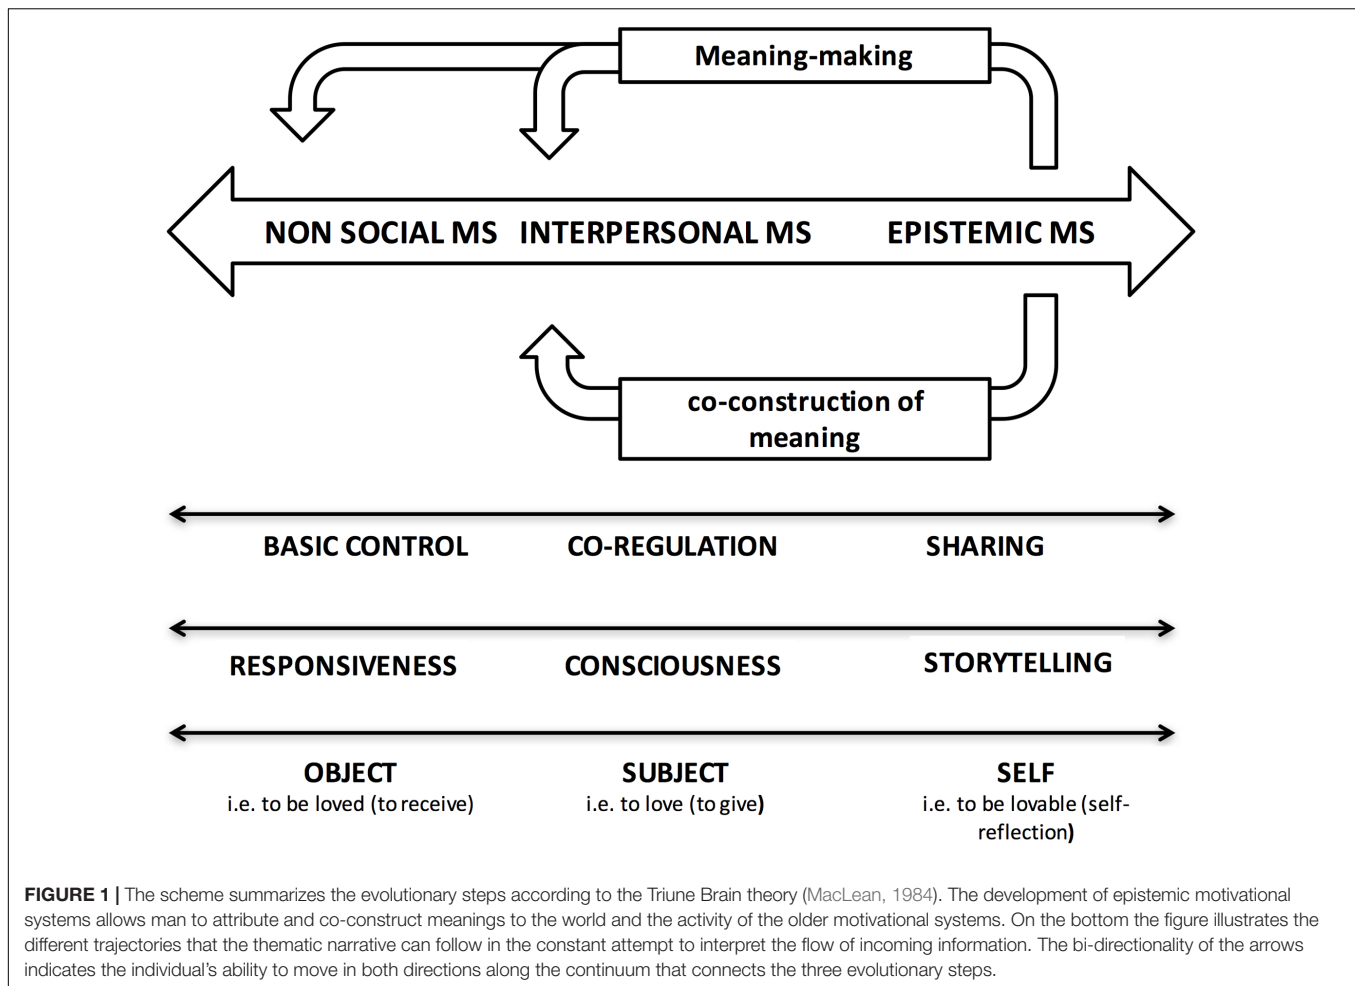 Meaning-making
NON SOCIAL MS INTERPERSONAL MS EPISTEMIC MS
co-construction of
meaning
BASIC CONTROL CO-REGULATION SHARING
RESPONSIVENESS CONSCIOUSNESS STORYTELLING
OBJECT SUBJECT SELF
i.e. to be loved (to receive) i.e. to love (to give) i.e. to be lovable (self-
reflection)
FIGURE 1 | The scheme summarizes the evolutionary steps according to the Triune Brain theory (MacLean, 1984). The development of epistemic motivational
systems allows man to attribute and co-construct meanings to the world and the activity of the older motivational systems. On the bottom the figure illustrates the
different trajectories that the thematic narrative can follow in the constant attempt to interpret the flow of incoming information. The bi-directionality of the arrows
indicates the individual's ability to move in both directions along the continuum that connects the three evolutionary steps.